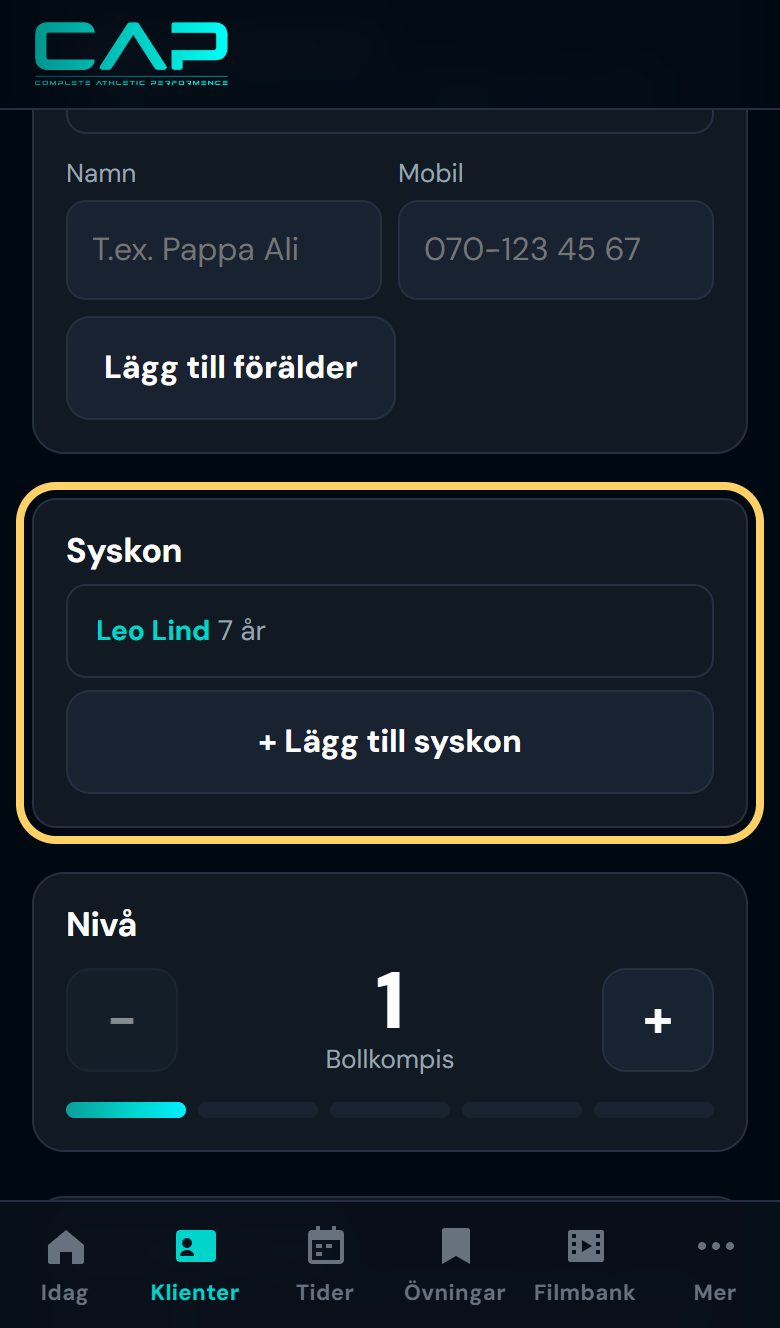 CAP
COMPLETE ATHLETIC PERFORMENCE
Namn
Mobil
T.ex. Pappa Ali
070-123 45 67
Lägg till förälder
Syskon
Leo Lind 7 år
+ Lägg till syskon
Nivå
−
1
+
Bollkompis
Idag
Klienter
Tider
Övningar
Filmbank
Mer